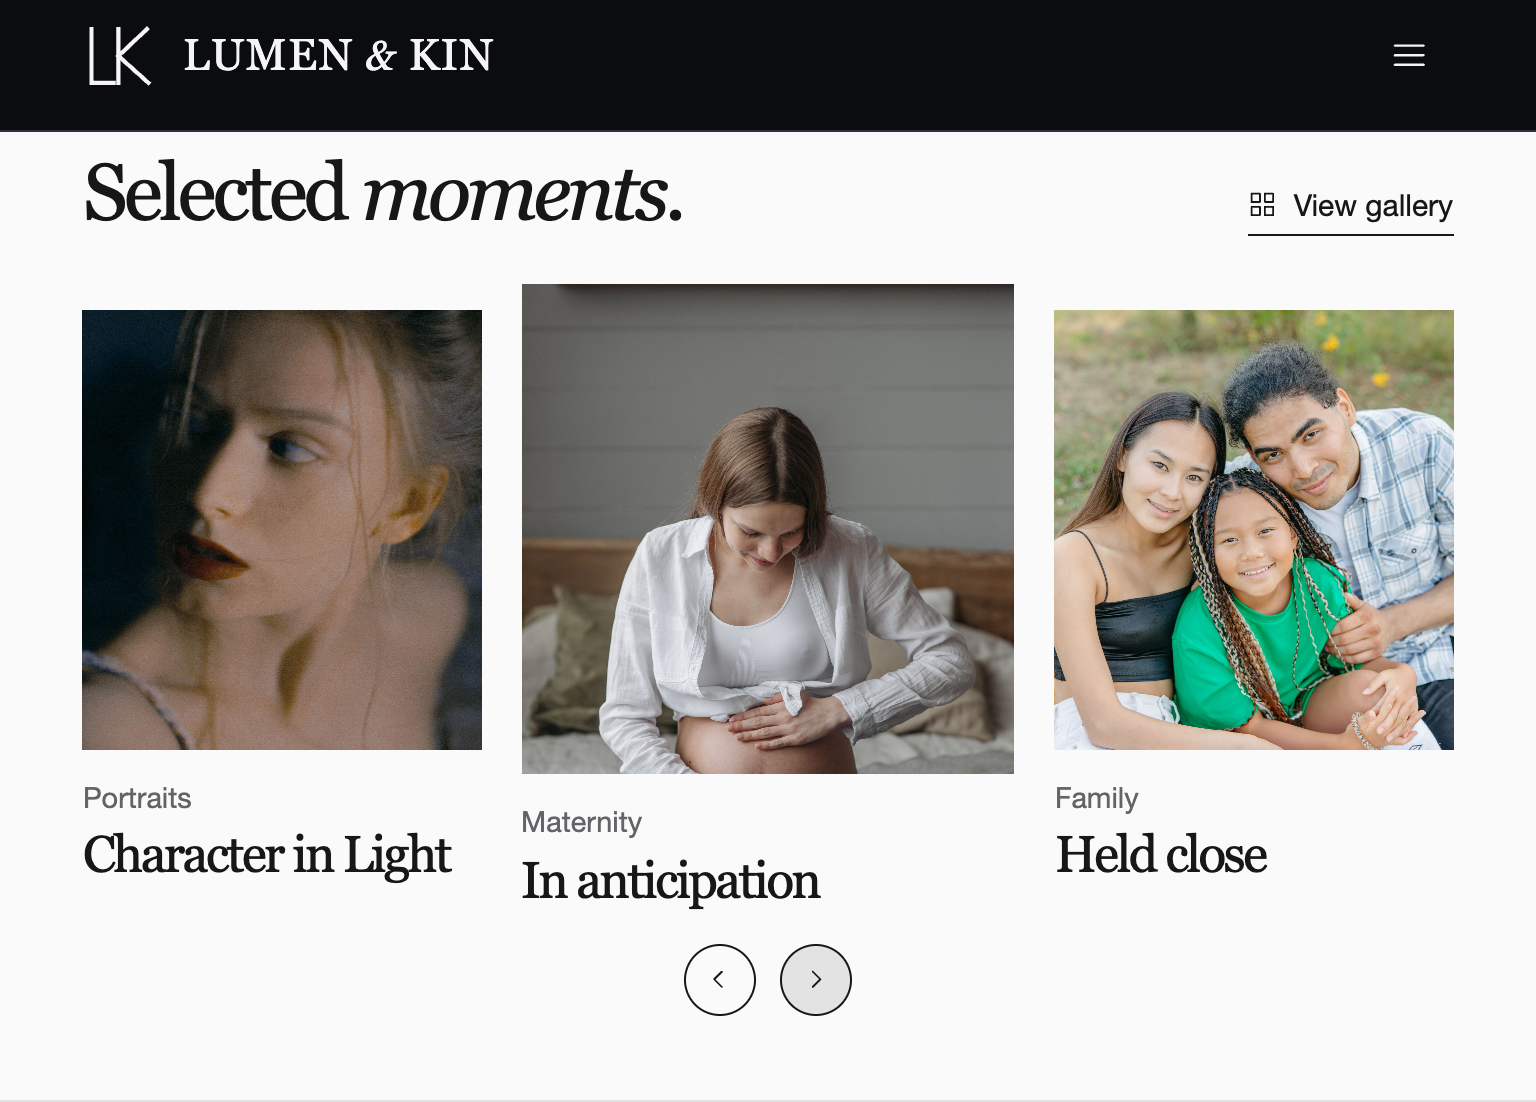 LK LUMEN & KIN
Selected moments.
View gallery
Portraits
Character in Light
Maternity
In anticipation
Family
Held close